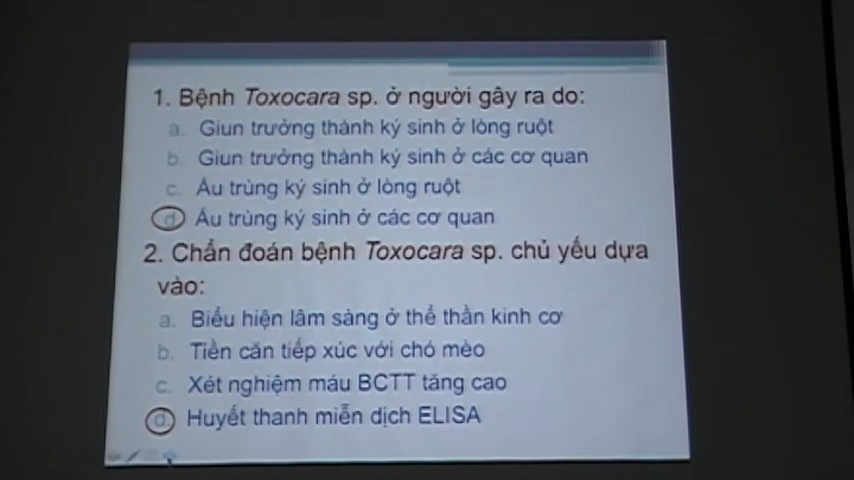 1. Bệnh Toxocara sp. ở người gây ra do:
a. Giun trưởng thành ký sinh ở lòng ruột
b. Giun trưởng thành ký sinh ở các cơ quan
c. Ấu trùng ký sinh ở lòng ruột
d. Ấu trùng ký sinh ở các cơ quan
2. Chẩn đoán bệnh Toxocara sp. chủ yếu dựa
vào:
a. Biểu hiện lâm sàng ở thể thần kinh cơ
b. Tiền căn tiếp xúc với chó mèo
c. Xét nghiệm máu BCTT tăng cao
d. Huyết thanh miễn dịch ELISA